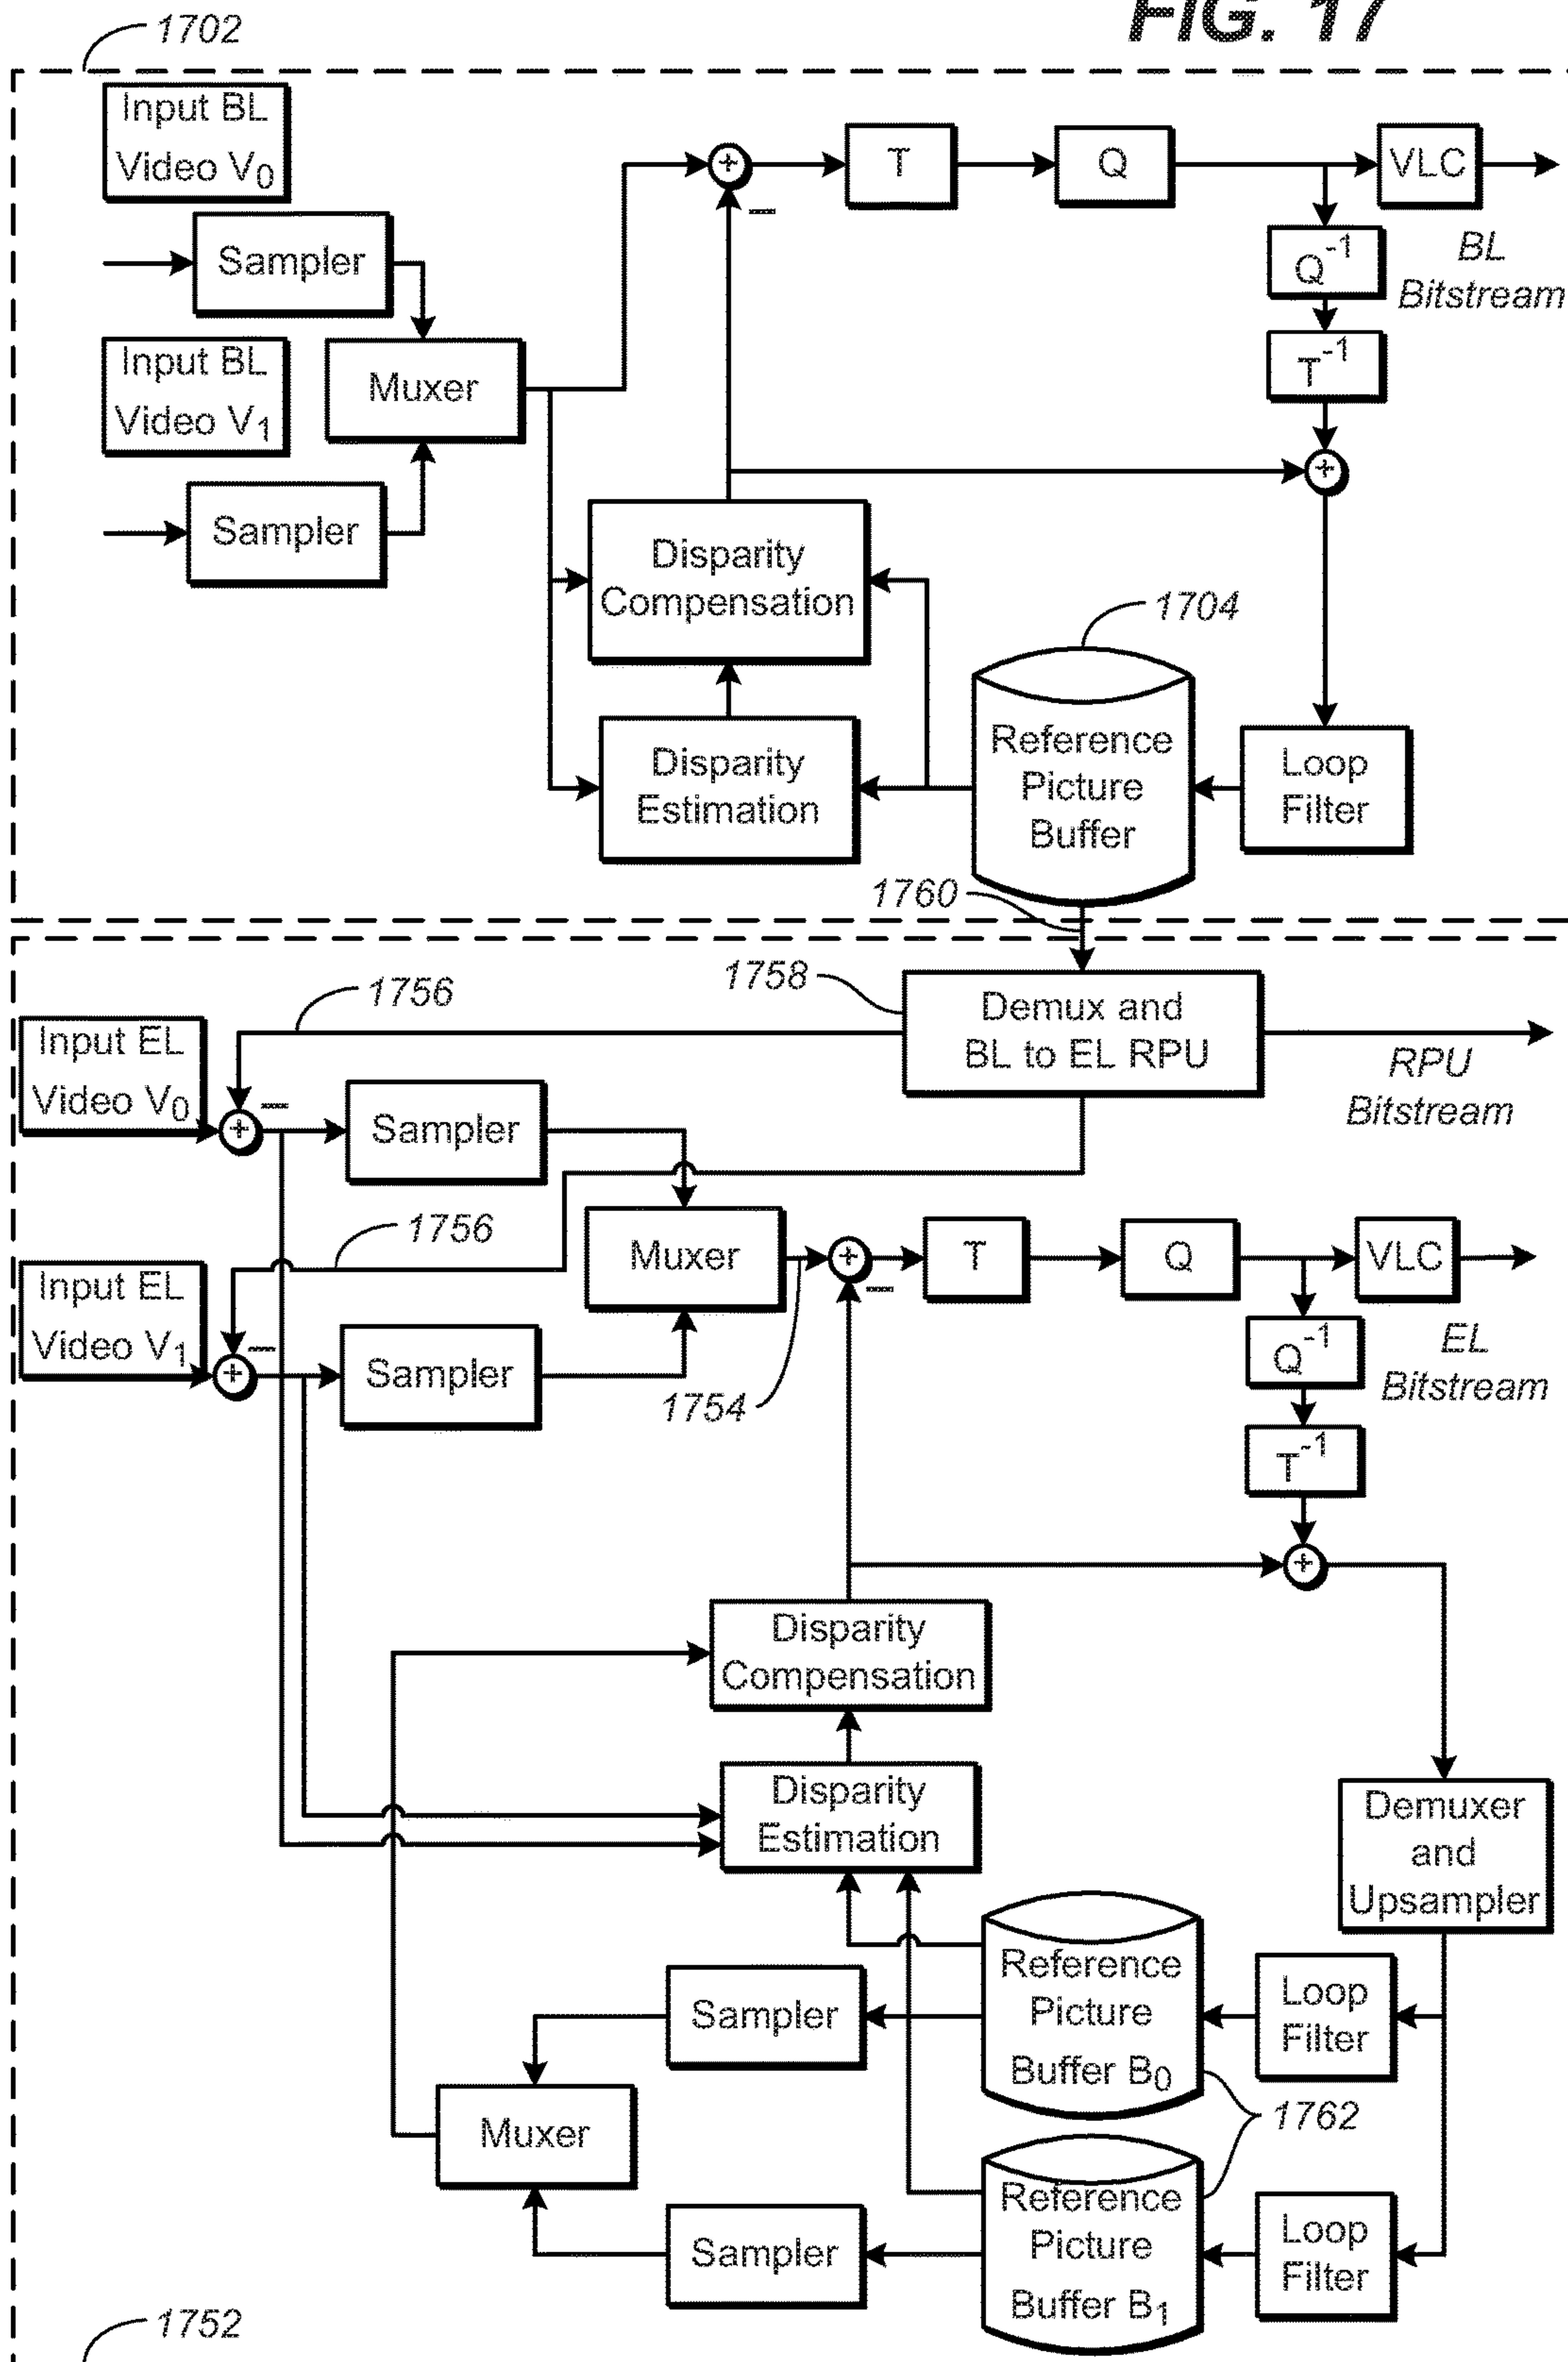 FIG. 17
1702
Input BL
Video V0
Sampler
Input BL
Video V1
Sampler
Muxer
+
−
T
Q
VLC
BL
Bitstream
Q-1
T-1
+
Disparity
Compensation
Disparity
Estimation
1704
Reference
Picture
Buffer
Loop
Filter
1760
1756
1758
Demux and
BL to EL RPU
RPU
Bitstream
Input EL
Video V0
+
−
Sampler
1756
Input EL
Video V1
+
−
Sampler
Muxer
1754
+
−
T
Q
VLC
EL
Bitstream
Q-1
T-1
+
Disparity
Compensation
Disparity
Estimation
Demuxer
and
Upsampler
Reference
Picture
Buffer B0
Loop
Filter
Sampler
Muxer
1762
Sampler
Reference
Picture
Buffer B1
Loop
Filter
1752